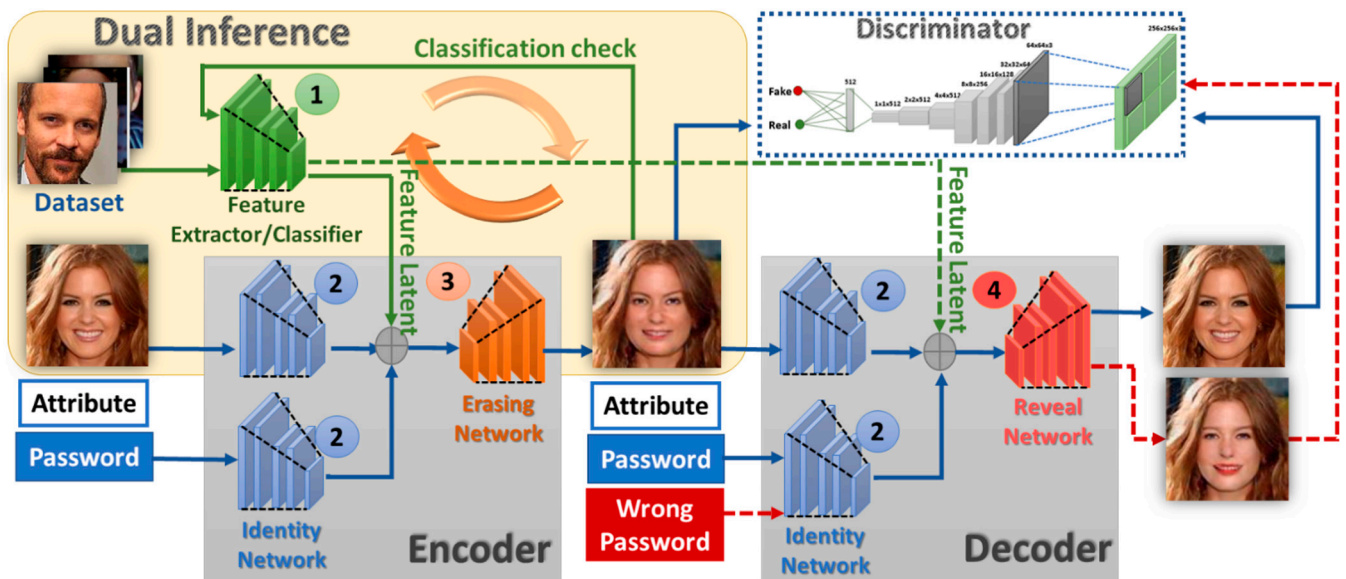 Dual Inference
Classification check
Discriminator
1
Fake
Real
512
1x1x512
2x2x512
4x4x512
8x8x256
16x16x128
32x32x64
64x64x3
Dataset
Feature
Extractor/Classifier
Feature Latent
Feature Latent
2
3
2
4
Attribute
Password
2
Erasing
Network
Identity
Network
Encoder
Attribute
Password
Wrong
Password
2
Reveal
Network
Identity
Network
Decoder